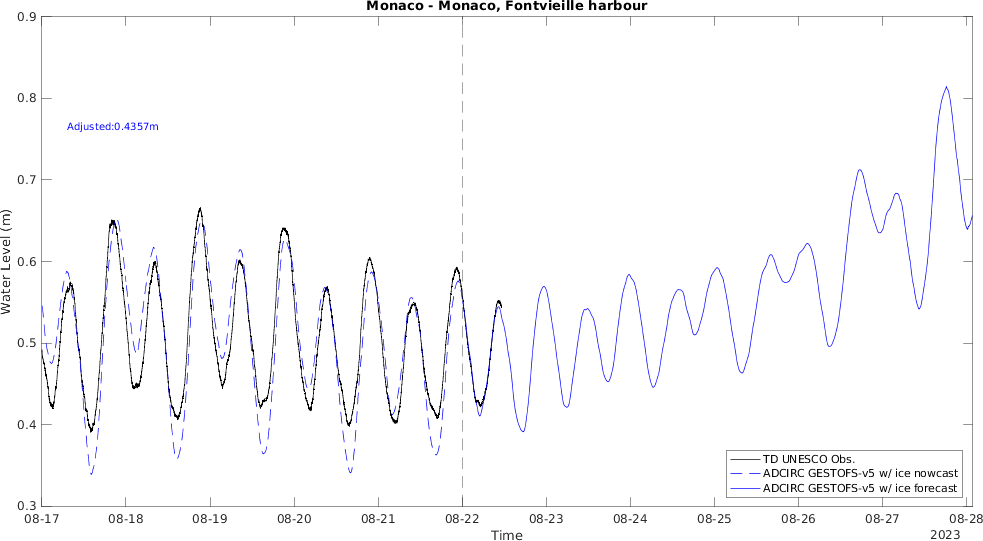 Monaco - Monaco, Fontvieille harbour
0.9
0.8
0.7
0.6
0.5
0.4
0.3
Water Level (m)
Adjusted:0.4357m
TD UNESCO Obs.
ADCIRC GESTOFS-v5 w/ ice nowcast
ADCIRC GESTOFS-v5 w/ ice forecast
08-17 08-18 08-19 08-20 08-21 08-22 08-23 08-24 08-25 08-26 08-27 08-28
Time
2023